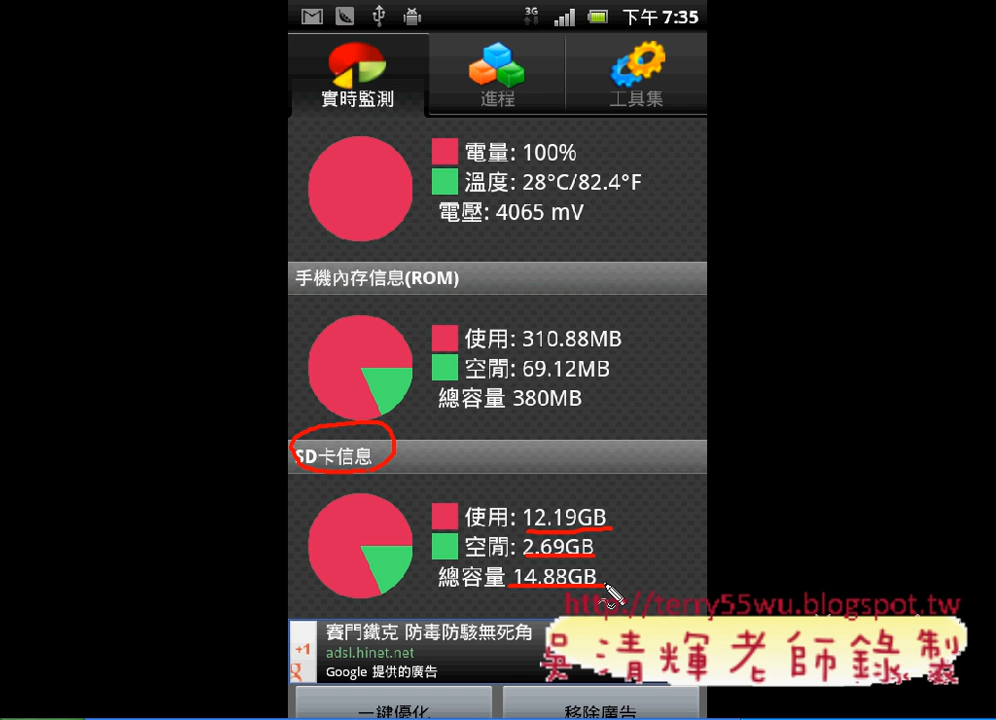 3G 下午 7:35
實時監測 進程 工具集
電量: 100%
溫度: 28°C/82.4°F
電壓: 4065 mV
手機內存信息(ROM)
使用: 310.88MB
空閒: 69.12MB
總容量 380MB
SD卡信息
使用: 12.19GB
空閒: 2.69GB
總容量 14.88GB
http://terry55wu.blogspot.tw
吳清輝老師錄製
+1
賽門鐵克 防毒防駭無死角
adsl.hinet.net
Google 提供的廣告
一鍵優化 移除廣告